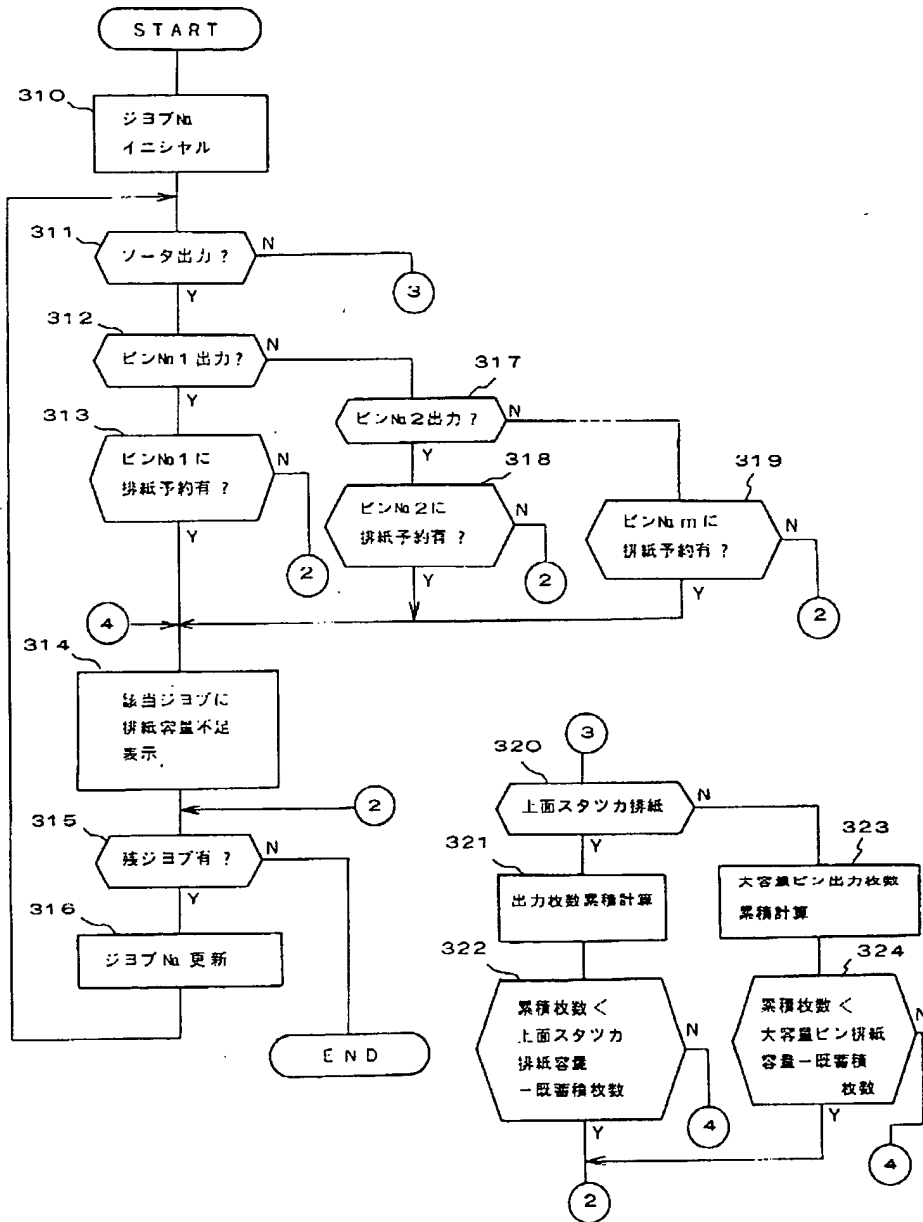 START
310
ジョブNo.
イニシャル
311
ソータ出力?
N
3
Y
312
ビンNo.1出力?
N
Y
317
ビンNo.2出力?
N
Y
313
ビンNo.1に
排紙予約有?
N
2
Y
318
ビンNo.2に
排紙予約有?
N
2
Y
319
ビンNo.mに
排紙予約有?
N
2
Y
4
314
該当ジョブに
排紙容量不足
表示
2
315
残ジョブ有?
N
Y
316
ジョブNo.更新
END
3
320
上面スタツカ排紙
N
Y
321
出力枚数累積計算
322
累積枚数<
上面スタツカ
排紙容量
-既蓄積枚数
N
4
Y
323
大容量ビン出力枚数
累積計算
324
累積枚数<
大容量ビン排紙
容量-既蓄積
枚数
N
4
Y
2